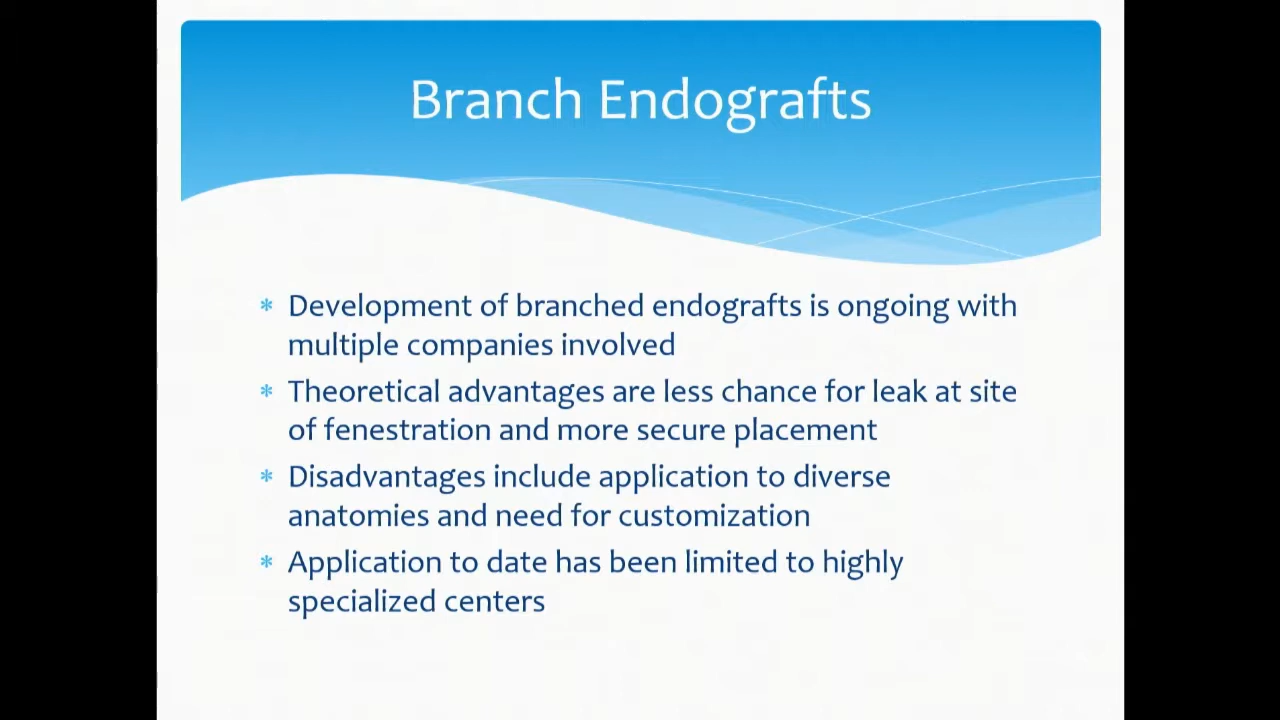 Branch Endografts
* Development of branched endografts is ongoing with
multiple companies involved
* Theoretical advantages are less chance for leak at site
of fenestration and more secure placement
* Disadvantages include application to diverse
anatomies and need for customization
* Application to date has been limited to highly
specialized centers